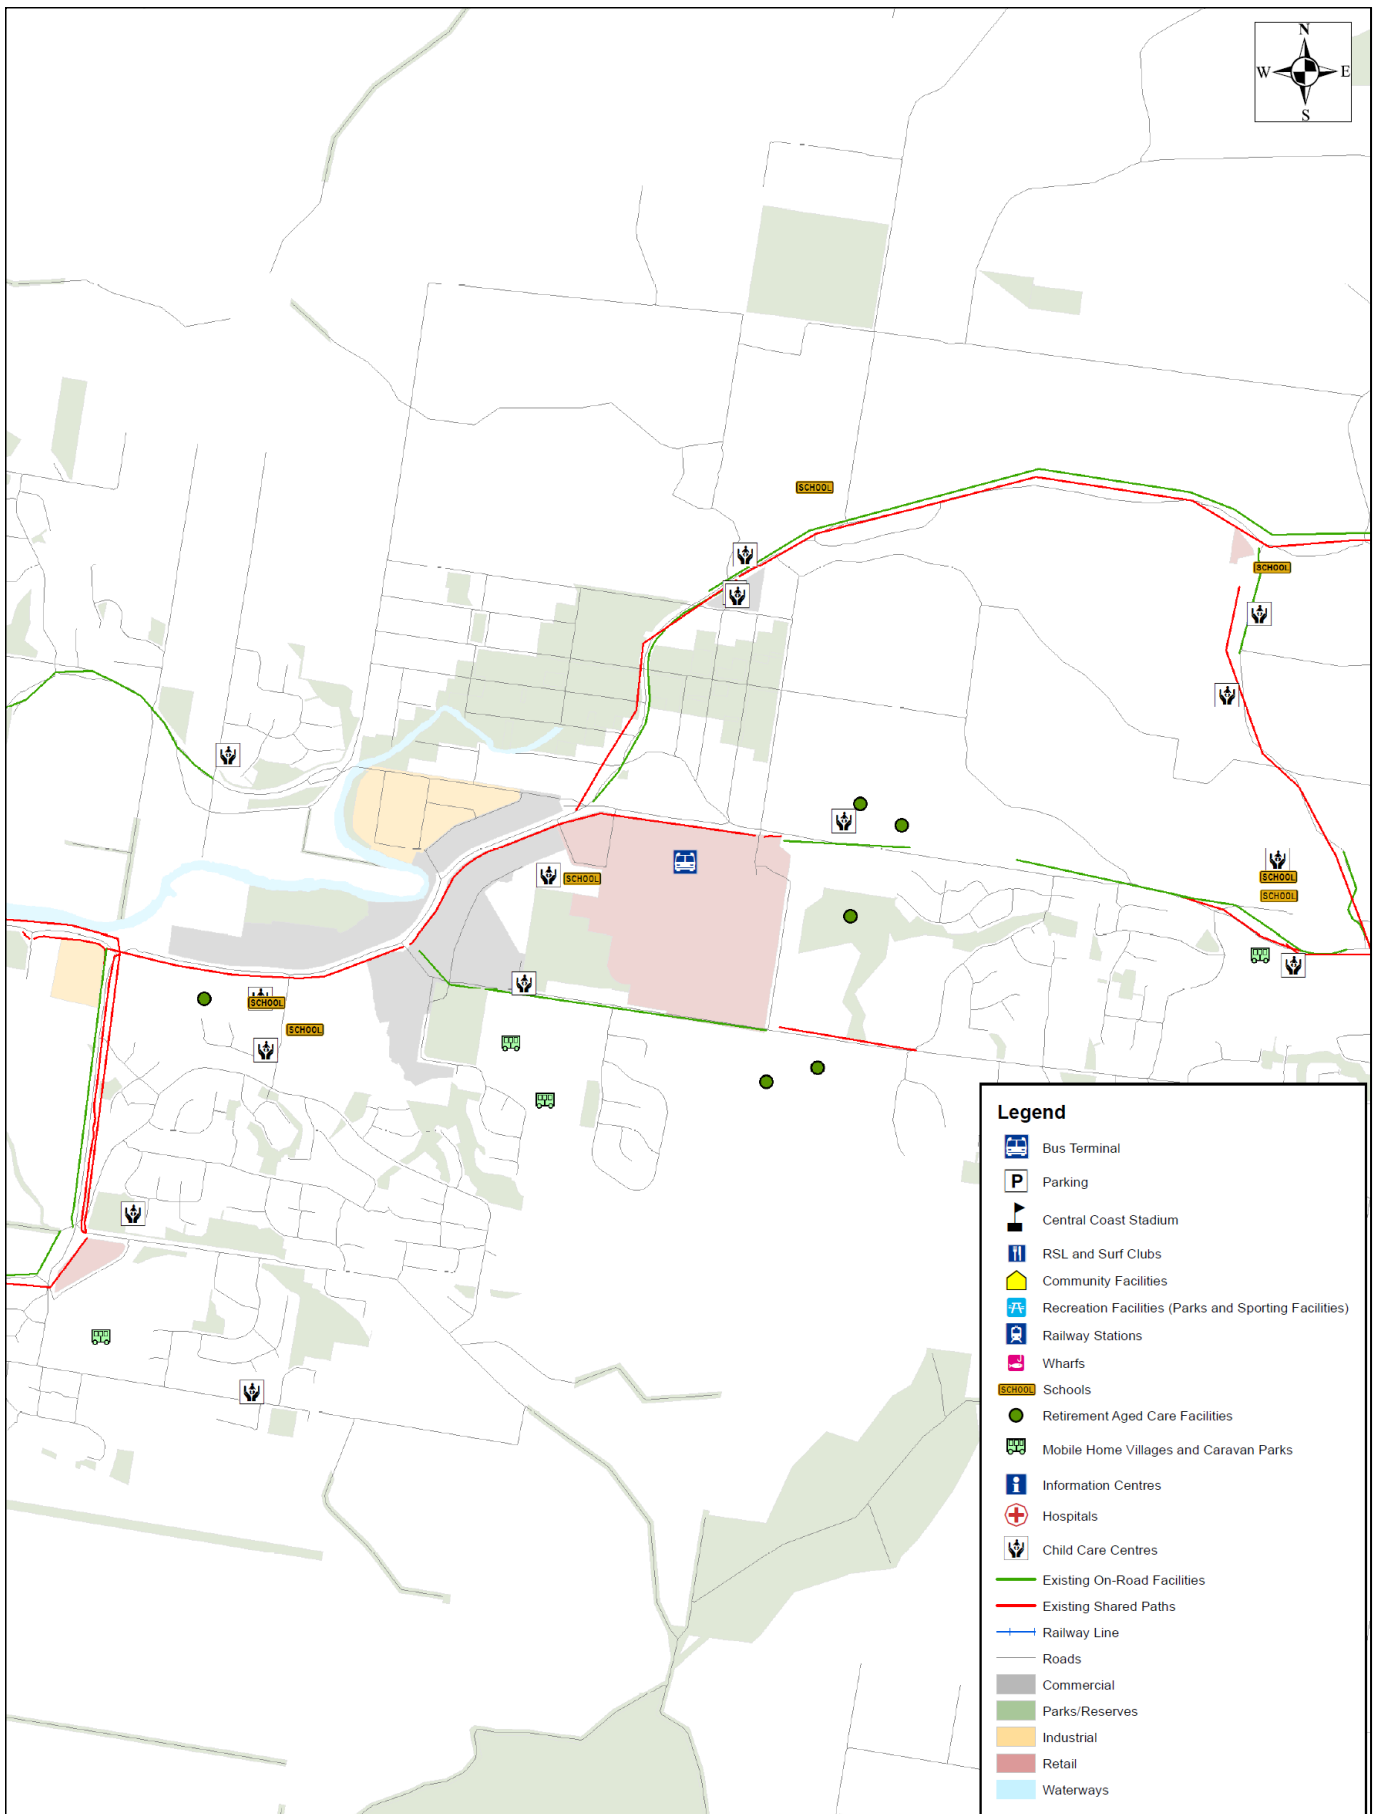 N
W E
S
SCHOOL
SCHOOL
SCHOOL
SCHOOL
SCHOOL
SCHOOL
SCHOOL
Legend
Bus Terminal
P Parking
Central Coast Stadium
RSL and Surf Clubs
Community Facilities
Recreation Facilities (Parks and Sporting Facilities)
Railway Stations
Wharfs
SCHOOL Schools
Retirement Aged Care Facilities
Mobile Home Villages and Caravan Parks
i Information Centres
Hospitals
Child Care Centres
Existing On-Road Facilities
Existing Shared Paths
Railway Line
Roads
Commercial
Parks/Reserves
Industrial
Retail
Waterways